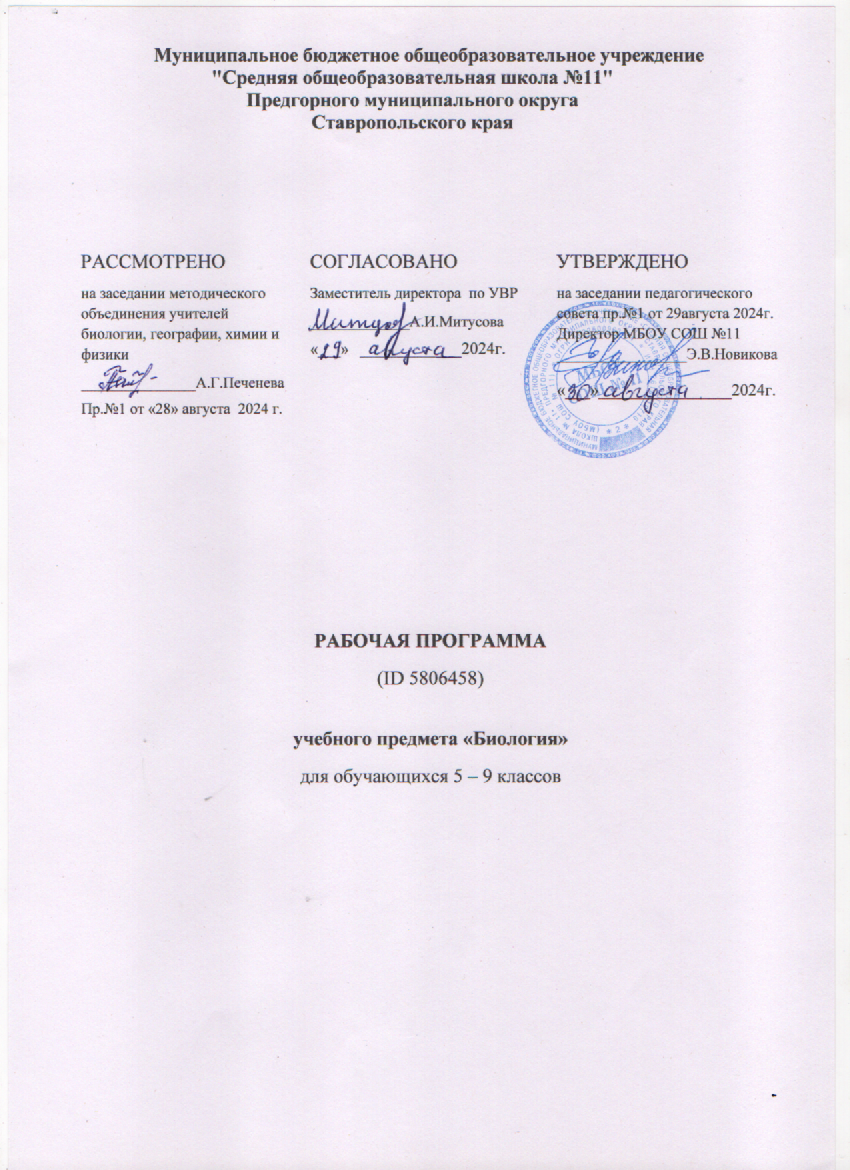 Муниципальное бюджетное общеобразовательное учреждение
"Средняя общеобразовательная школа №11"
Предгорного муниципального округа
Ставропольского края
РАССМОТРЕНО
на заседании методического
объединения учителей
биологии, географии, химии и
физики
А.Г.Печенева
Пр.№1 от «28» августа 2024 г.
СОГЛАСОВАНО
Заместитель директора по УВР
Митусов А.И.Митусова
«29» августа 2024г.
УТВЕРЖДЕНО
на заседании педагогического
совета пр.№1 от 29августа 2024г.
Директор МБОУ СОШ №11
Э.В.Новикова
«30» августа 2024г.
РАБОЧАЯ ПРОГРАММА
(ID 5806458)
учебного предмета «Биология»
для обучающихся 5 – 9 классов